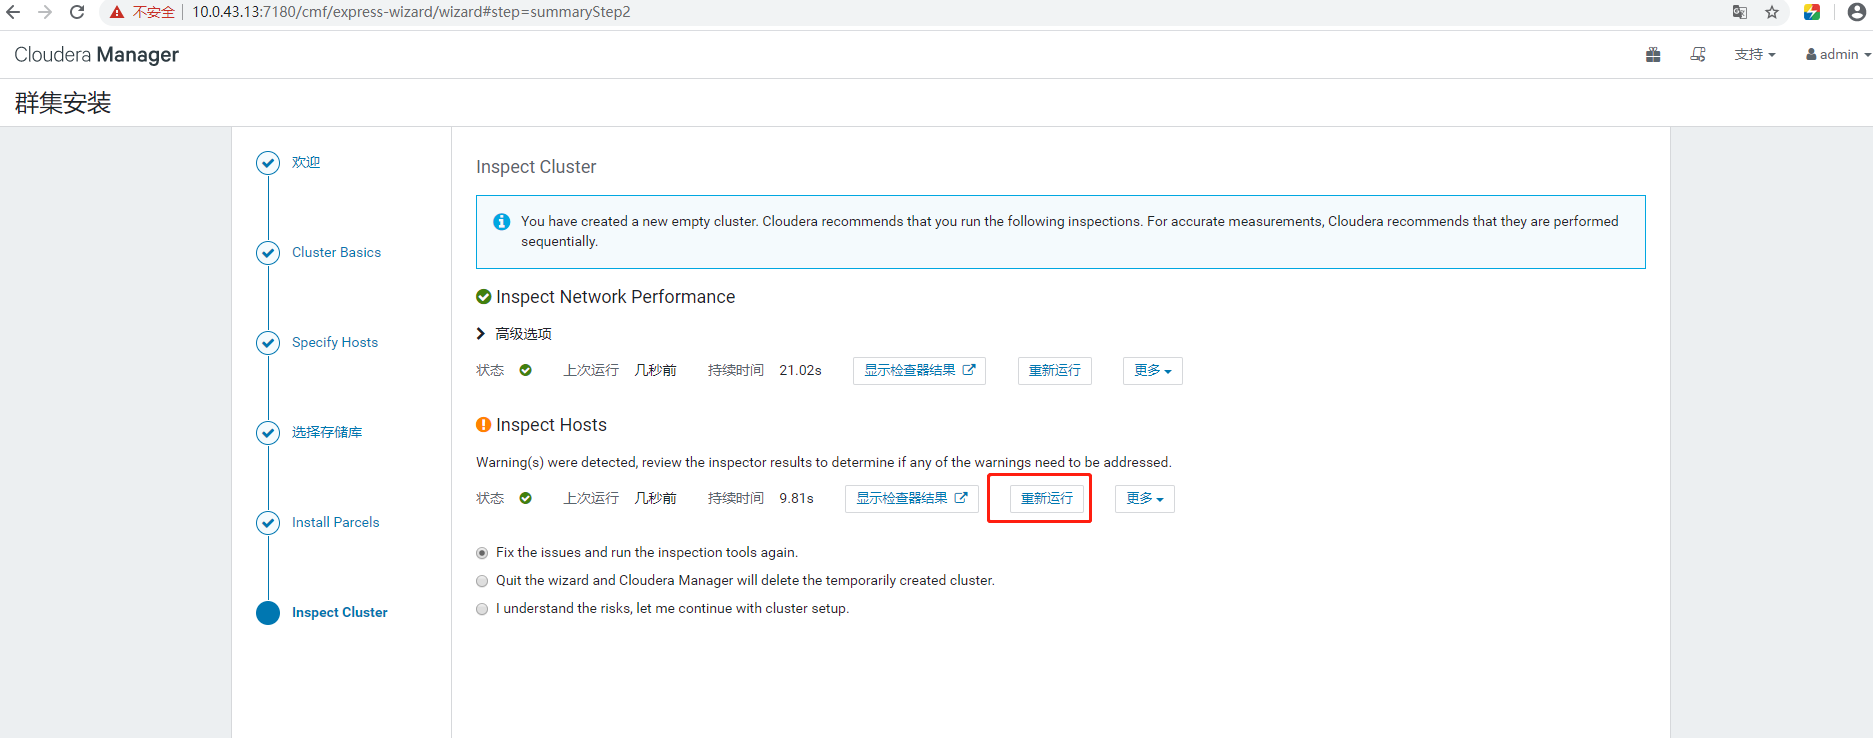 不安全 10.0.43.13:7180/cmf/express-wizard/wizard#step=summaryStep2
Cloudera Manager
支持
admin
群集安装
欢迎
Cluster Basics
Specify Hosts
选择存储库
Install Parcels
Inspect Cluster
Inspect Cluster
You have created a new empty cluster. Cloudera recommends that you run the following inspections. For accurate measurements, Cloudera recommends that they are performed
sequentially.
Inspect Network Performance
高级选项
状态 上次运行 几秒前 持续时间 21.02s 显示检查器结果 重新运行 更多
Inspect Hosts
Warning(s) were detected, review the inspector results to determine if any of the warnings need to be addressed.
状态 上次运行 几秒前 持续时间 9.81s 显示检查器结果 重新运行 更多
Fix the issues and run the inspection tools again.
Quit the wizard and Cloudera Manager will delete the temporarily created cluster.
I understand the risks, let me continue with cluster setup.